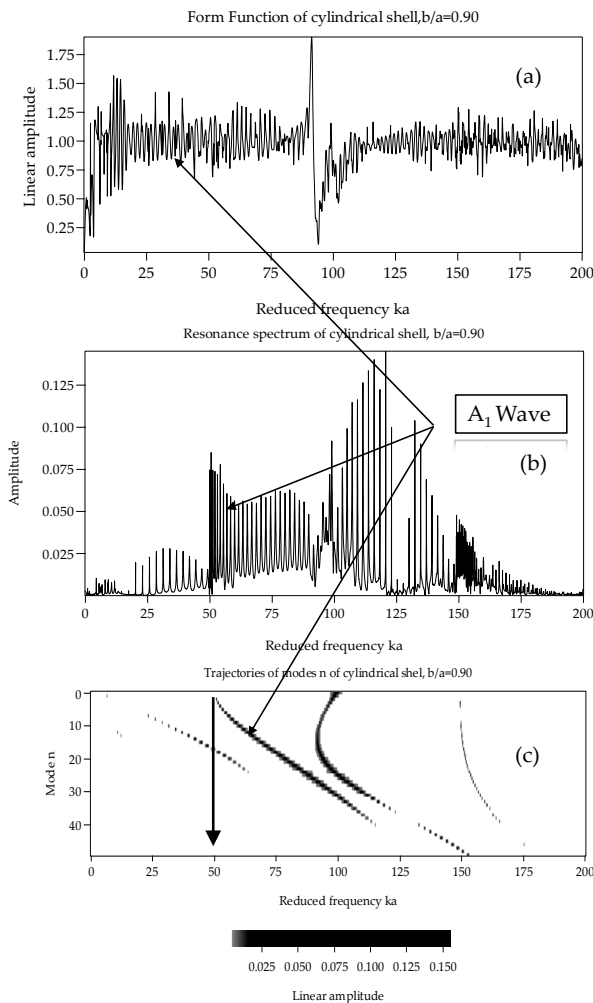 Form Function of cylindrical shell,b/a=0.90
(a)
Linear amplitude
1.75
1.50
1.25
1.00
0.75
0.50
0.25
0 25 50 75 100 125 150 175 200
Reduced frequency ka
Resonance spectrum of cylindrical shell, b/a=0.90
A₁ Wave
(b)
Amplitude
0.125
0.100
0.075
0.050
0.025
0 25 50 75 100 125 150 175 200
Reduced frequency ka
Trajectories of modes n of cylindrical shel, b/a=0.90
(c)
Mode n
0
10
20
30
40
0 25 50 75 100 125 150 175 200
Reduced frequency ka
0.025 0.050 0.075 0.100 0.125 0.150
Linear amplitude